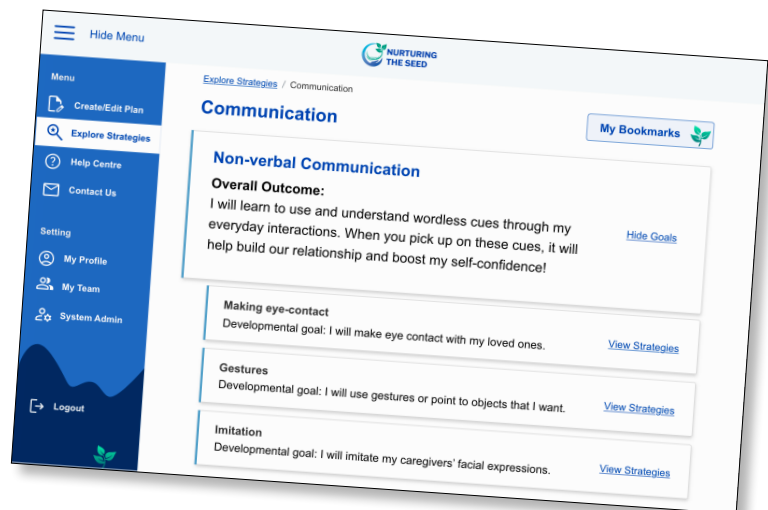 Hide Menu
NURTURING
THE SEED
Menu
Create/Edit Plan
Explore Strategies
Help Centre
Contact Us
Setting
My Profile
My Team
System Admin
Logout
Explore Strategies / Communication
Communication
My Bookmarks
Non-verbal Communication
Overall Outcome:
I will learn to use and understand wordless cues through my
everyday interactions. When you pick up on these cues, it will
help build our relationship and boost my self-confidence!
Hide Goals
Making eye-contact
Developmental goal: I will make eye contact with my loved ones.
View Strategies
Gestures
Developmental goal: I will use gestures or point to objects that I want.
View Strategies
Imitation
Developmental goal: I will imitate my caregivers' facial expressions.
View Strategies